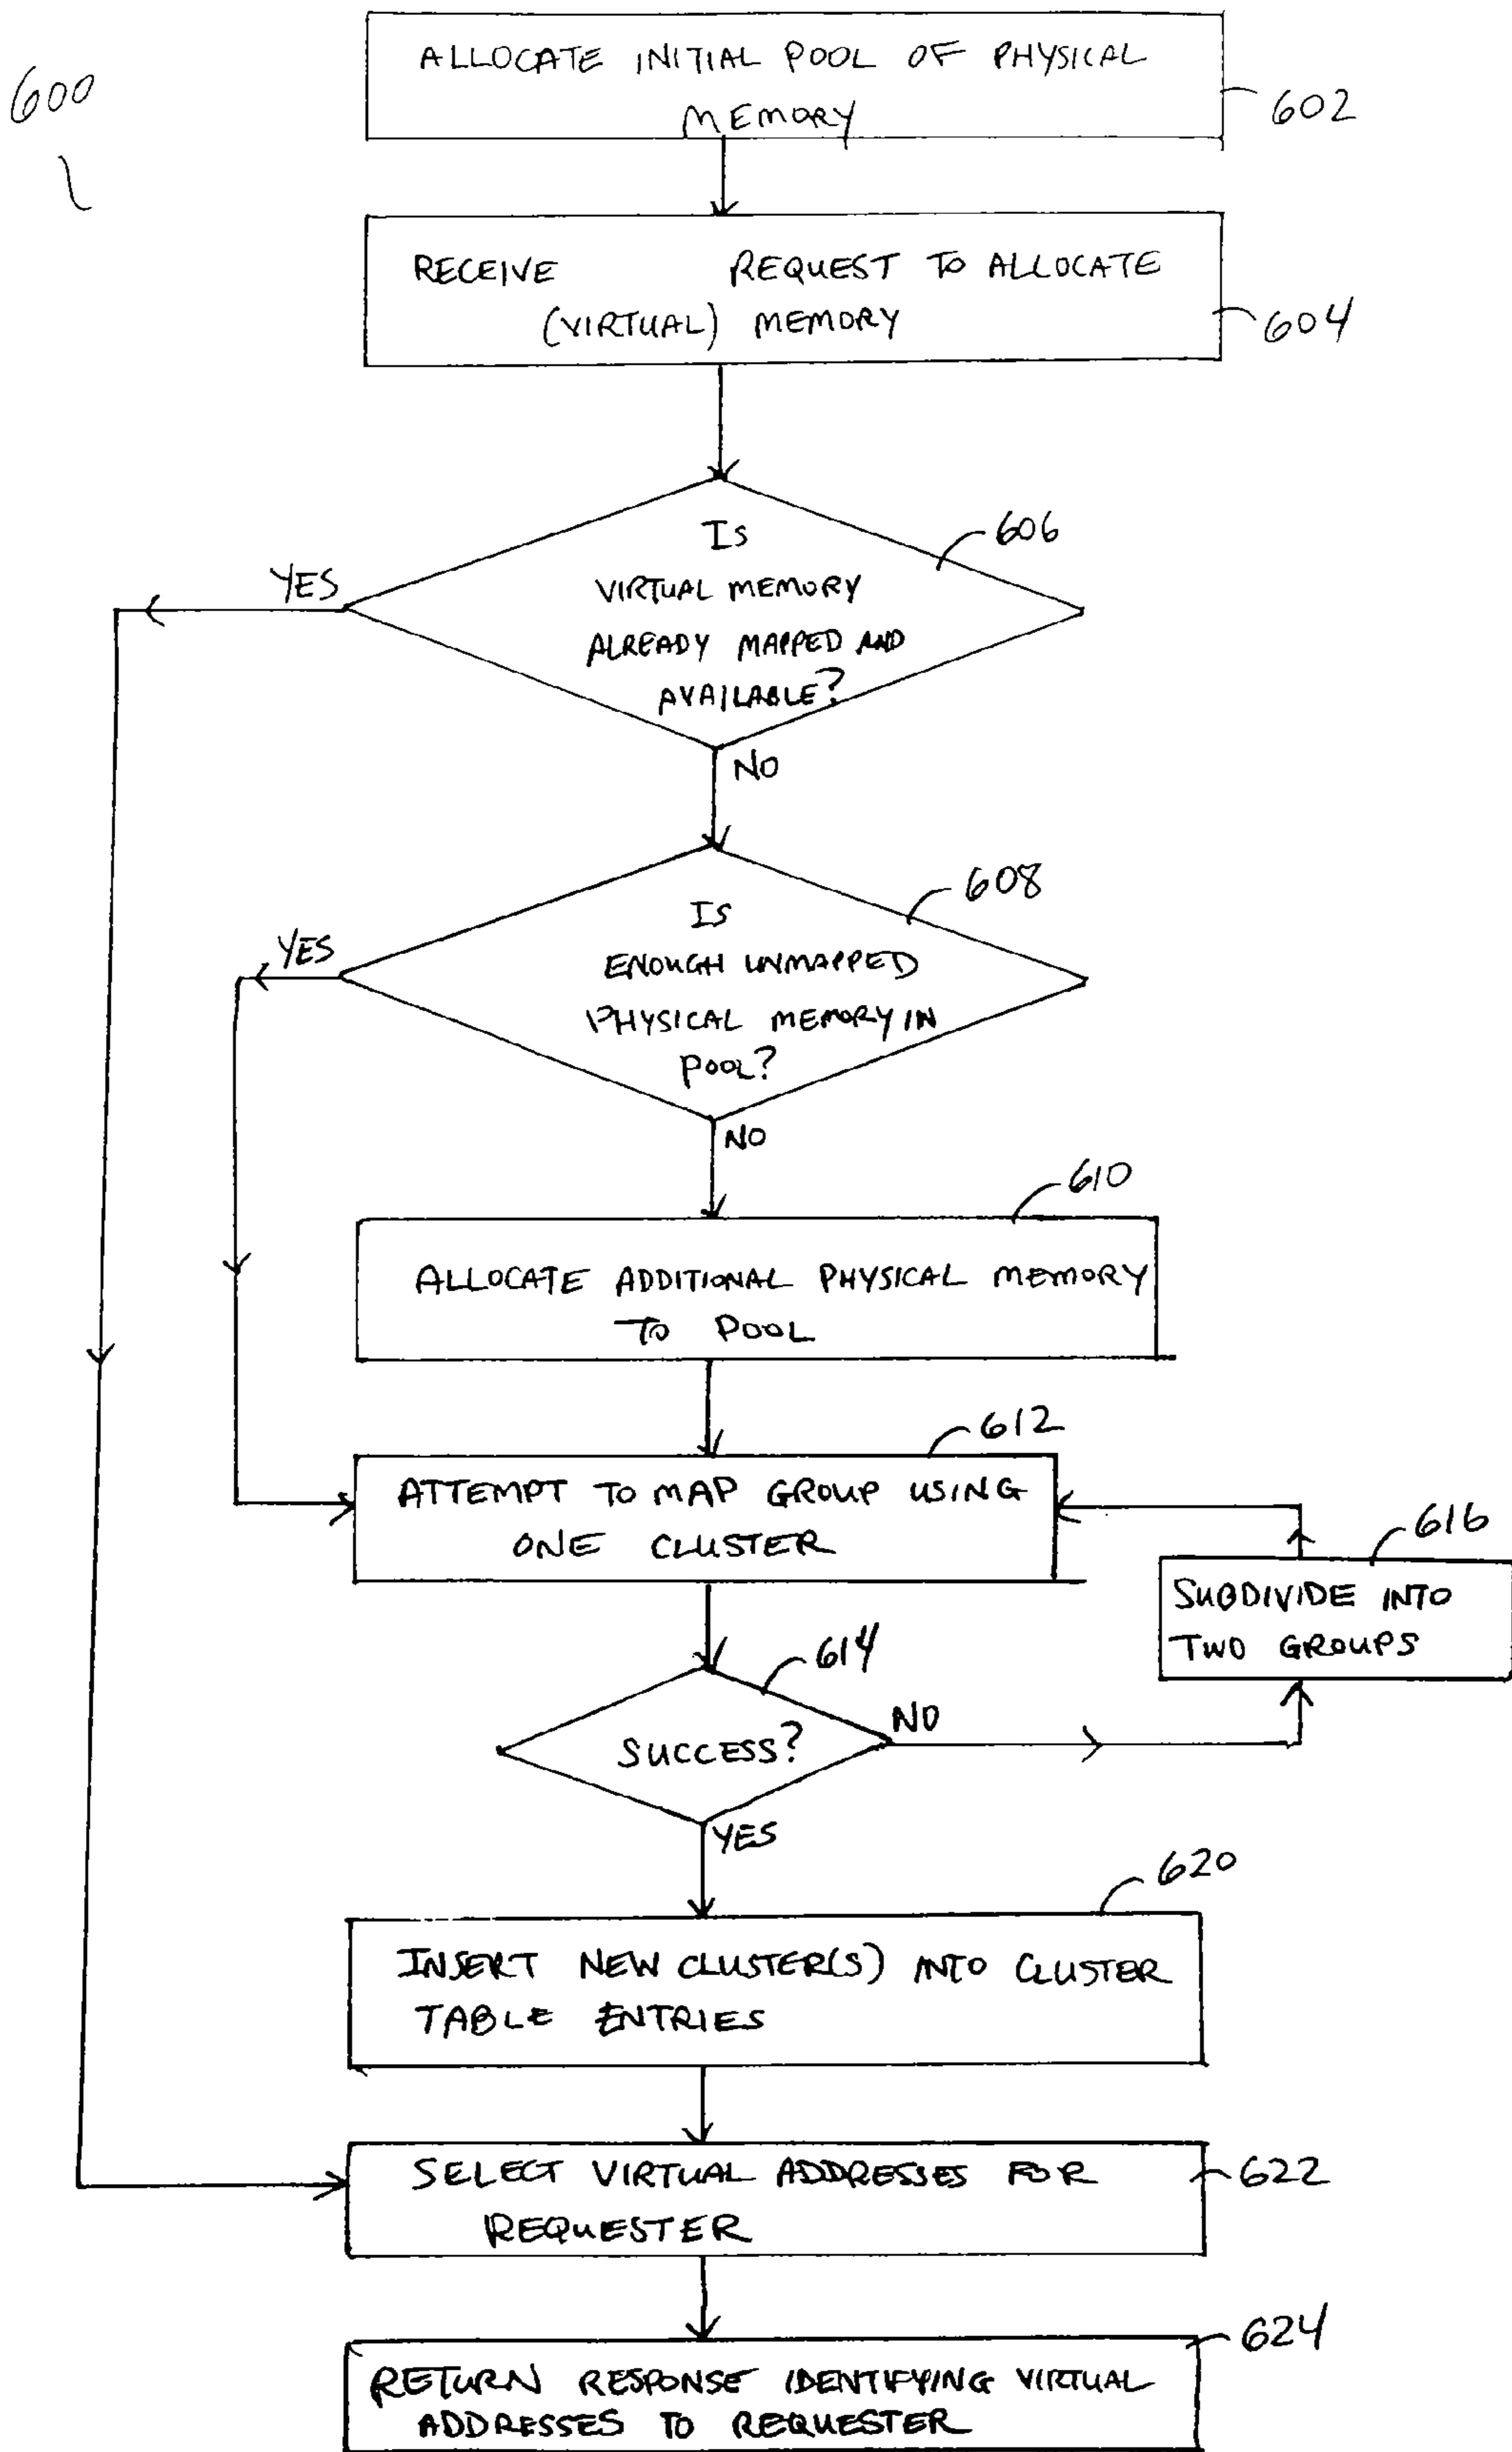 600
ALLOCATE INITIAL POOL OF PHYSICAL
MEMORY
602
RECEIVE REQUEST TO ALLOCATE
(VIRTUAL) MEMORY
604
IS
VIRTUAL MEMORY
ALREADY MAPPED AND
AVAILABLE?
606
YES
NO
IS
ENOUGH UNMAPPED
PHYSICAL MEMORY IN
POOL?
608
YES
NO
610
ALLOCATE ADDITIONAL PHYSICAL MEMORY
TO POOL
612
ATTEMPT TO MAP GROUP USING
ONE CLUSTER
616
SUBDIVIDE INTO
TWO GROUPS
614
SUCCESS?
NO
YES
620
INSERT NEW CLUSTER(S) INTO CLUSTER
TABLE ENTRIES
SELECT VIRTUAL ADDRESSES FOR
REQUESTER
622
624
RETURN RESPONSE IDENTIFYING VIRTUAL
ADDRESSES TO REQUESTER